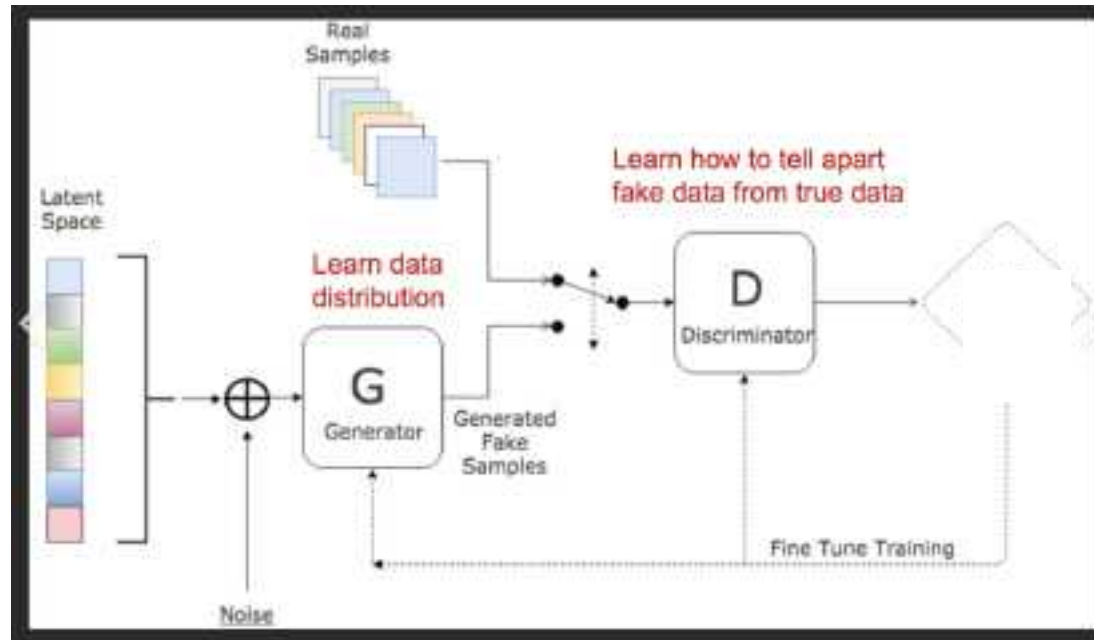 Real
Samples
Latent
Space
Learn data
distribution
Learn how to tell apart
fake data from true data
G
Generator
D
Discriminator
Generated
Fake
Samples
Fine Tune Training
Noise